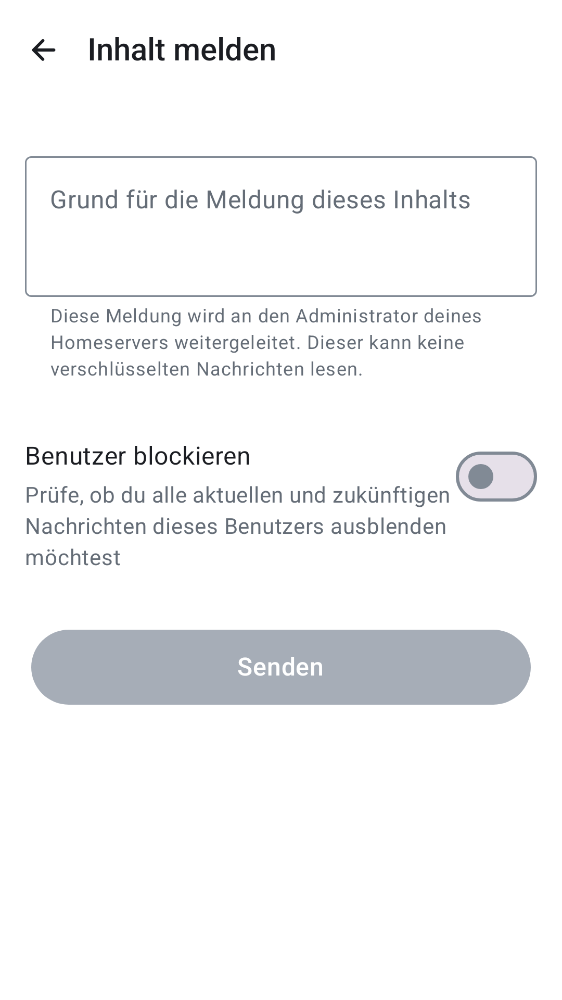 Inhalt melden
Grund für die Meldung dieses Inhalts
Diese Meldung wird an den Administrator deines
Homeservers weitergeleitet. Dieser kann keine
verschlüsselten Nachrichten lesen.
Benutzer blockieren
Prüfe, ob du alle aktuellen und zukünftigen
Nachrichten dieses Benutzers ausblenden
möchtest
Senden